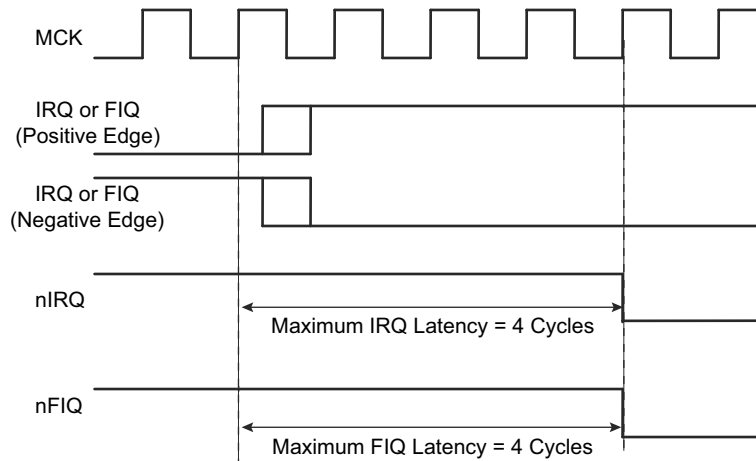 MCK
IRQ or FIQ
(Positive Edge)
IRQ or FIQ
(Negative Edge)
nIRQ
Maximum IRQ Latency = 4 Cycles
nFIQ
Maximum FIQ Latency = 4 Cycles